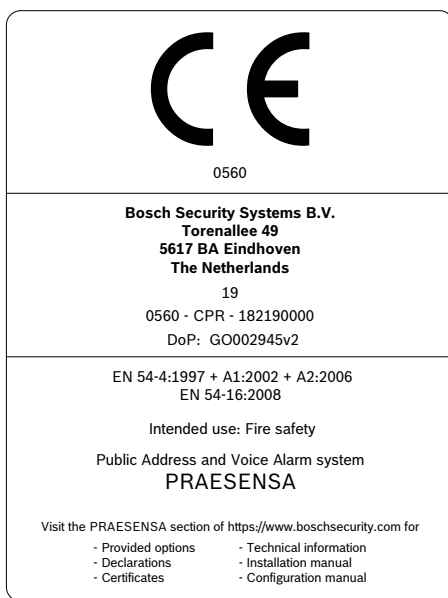 CE
0560
Bosch Security Systems B.V.
Torenallee 49
5617 BA Eindhoven
The Netherlands
19
0560 - CPR - 182190000
DoP: GO002945v2
EN 54-4:1997 + A1:2002 + A2:2006
EN 54-16:2008
Intended use: Fire safety
Public Address and Voice Alarm system
PRAESENSA
Visit the PRAESENSA section of https://www.boschsecurity.com for
- Provided options
- Declarations
- Certificates
- Technical information
- Installation manual
- Configuration manual